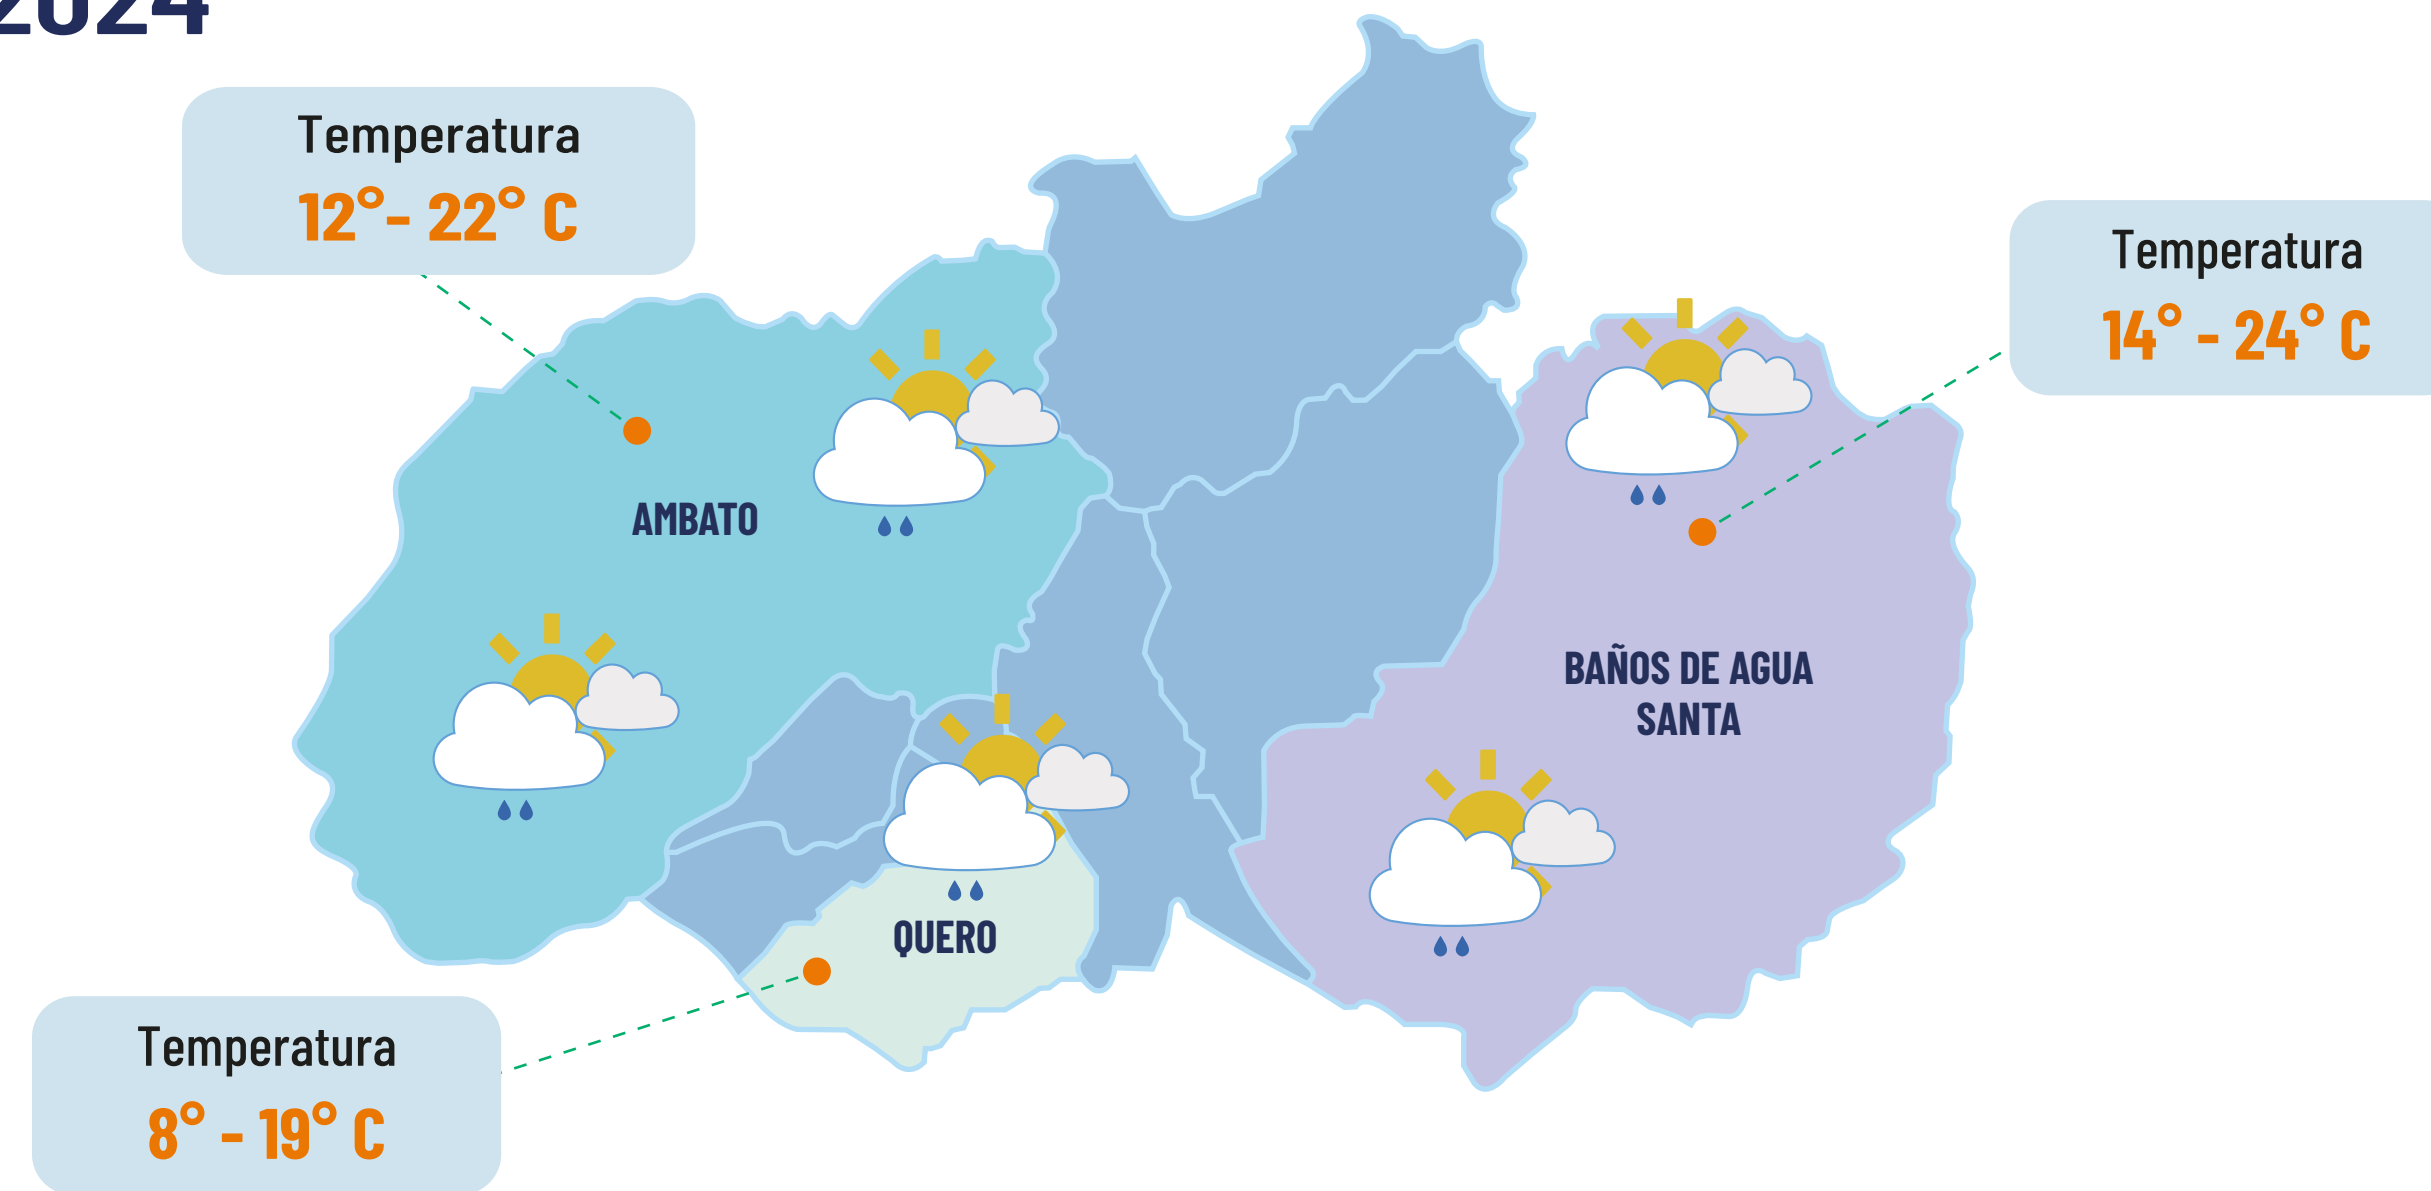 2024
Temperatura
12°- 22° C
Temperatura
14° - 24° C
AMBATO
BAÑOS DE AGUA
SANTA
QUERO
Temperatura
8° - 19° C